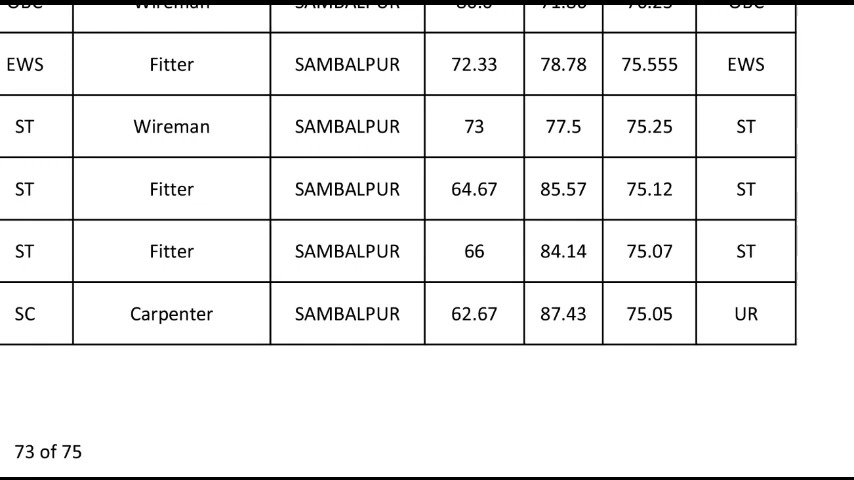 EWS Fitter SAMBALPUR 72.33 78.78 75.555 EWS
ST Wireman SAMBALPUR 73 77.5 75.25 ST
ST Fitter SAMBALPUR 64.67 85.57 75.12 ST
ST Fitter SAMBALPUR 66 84.14 75.07 ST
SC Carpenter SAMBALPUR 62.67 87.43 75.05 UR
73 of 75